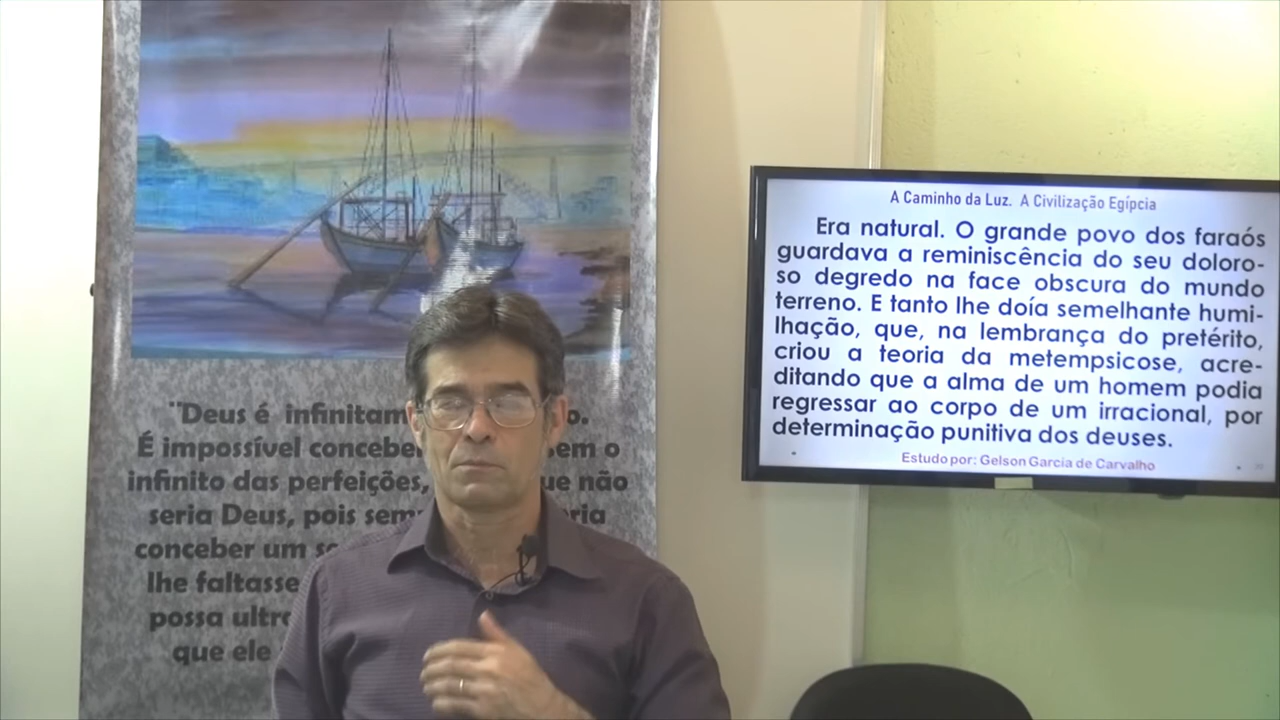 ¨Deus é infinitam
É impossível concebe sem o
infinito das perfeições, que não
seria Deus, pois sem
conceber um
lhe faltasse
possa ultra
que ele
A Caminho da Luz. A Civilização Egípcia
Era natural. O grande povo dos faraós
guardava a reminiscência do seu doloro-
so degredo na face obscura do mundo
terreno. E tanto lhe doía semelhante humi-
lhação, que, na lembrança do pretérito,
criou a teoria da metempsicose, acre-
ditando que a alma de um homem podia
regressar ao corpo de um irracional, por
determinação punitiva dos deuses.
Estudo por: Gelson Garcia de Carvalho